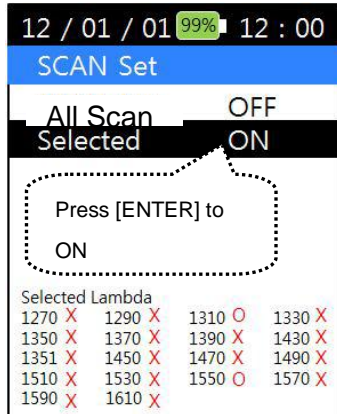 12 / 01 / 01 99% 12 : 00
SCAN Set
All Scan OFF
Selected ON
Press [ENTER] to
ON
Selected Lambda
1270 X 1290 X 1310 O 1330 X
1350 X 1370 X 1390 X 1430 X
1351 X 1450 X 1470 X 1490 X
1510 X 1530 X 1550 O 1570 X
1590 X 1610 X